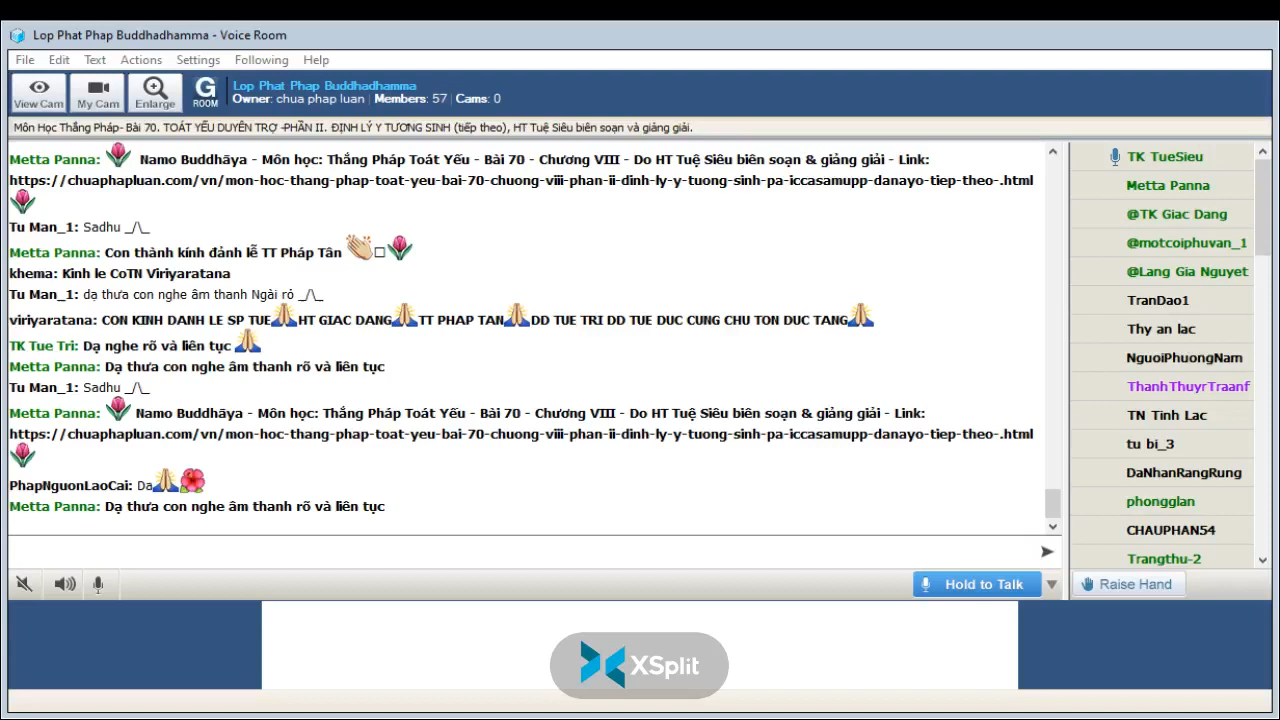 Lop Phat Phap Buddhadhamma - Voice Room
File Edit Text Actions Settings Following Help
View Cam My Cam Enlarge G ROOM
Lop Phat Phap Buddhadhamma
Owner: chua phap luan | Members: 57 | Cams: 0
Môn Học Thắng Pháp- Bài 70. TOÁT YẾU DUYÊN TRỢ -PHẦN II. ĐỊNH LÝ Y TƯƠNG SINH (tiếp theo), HT Tuệ Siêu biên soạn và giảng giải.
Metta Panna: Namo Buddhāya - Môn học: Thắng Pháp Toát Yếu - Bài 70 - Chương VIII - Do HT Tuệ Siêu biên soạn & giảng giải - Link:
https://chuaphapluan.com/vn/mon-hoc-thang-phap-toat-yeu-bai-70-chuong-viii-phan-ii-dinh-ly-y-tuong-sinh-pa-iccasamupp-danayo-tiep-theo-.html
Tu Man_1: Sadhu _/\_
Metta Panna: Con thành kính đảnh lễ TT Pháp Tân
khema: Kinh le CoTN Viriyaratana
Tu Man_1: dạ thưa con nghe âm thanh Ngài rỏ _/\_
viriyaratana: CON KINH DANH LE SP TUE HT GIAC DANG TT PHAP TAN DD TUE TRI DD TUE DUC CUNG CHU TON DUC TANG
TK Tue Tri: Dạ nghe rõ và liên tục
Metta Panna: Dạ thưa con nghe âm thanh rõ và liên tục
Tu Man_1: Sadhu _/\_
Metta Panna: Namo Buddhāya - Môn học: Thắng Pháp Toát Yếu - Bài 70 - Chương VIII - Do HT Tuệ Siêu biên soạn & giảng giải - Link:
https://chuaphapluan.com/vn/mon-hoc-thang-phap-toat-yeu-bai-70-chuong-viii-phan-ii-dinh-ly-y-tuong-sinh-pa-iccasamupp-danayo-tiep-theo-.html
PhapNguonLaoCai: Da
Metta Panna: Dạ thưa con nghe âm thanh rõ và liên tục
TK TueSieu
Metta Panna
@TK Giac Dang
@motcoiphuvan_1
@Lang Gia Nguyet
TranDao1
Thy an lac
NguoiPhuongNam
ThanhThuyrTraanf
TN Tinh Lac
tu bi_3
DaNhanRangRung
phongglan
CHAUPHAN54
Trangthu-2
Hold to Talk
Raise Hand
XSplit